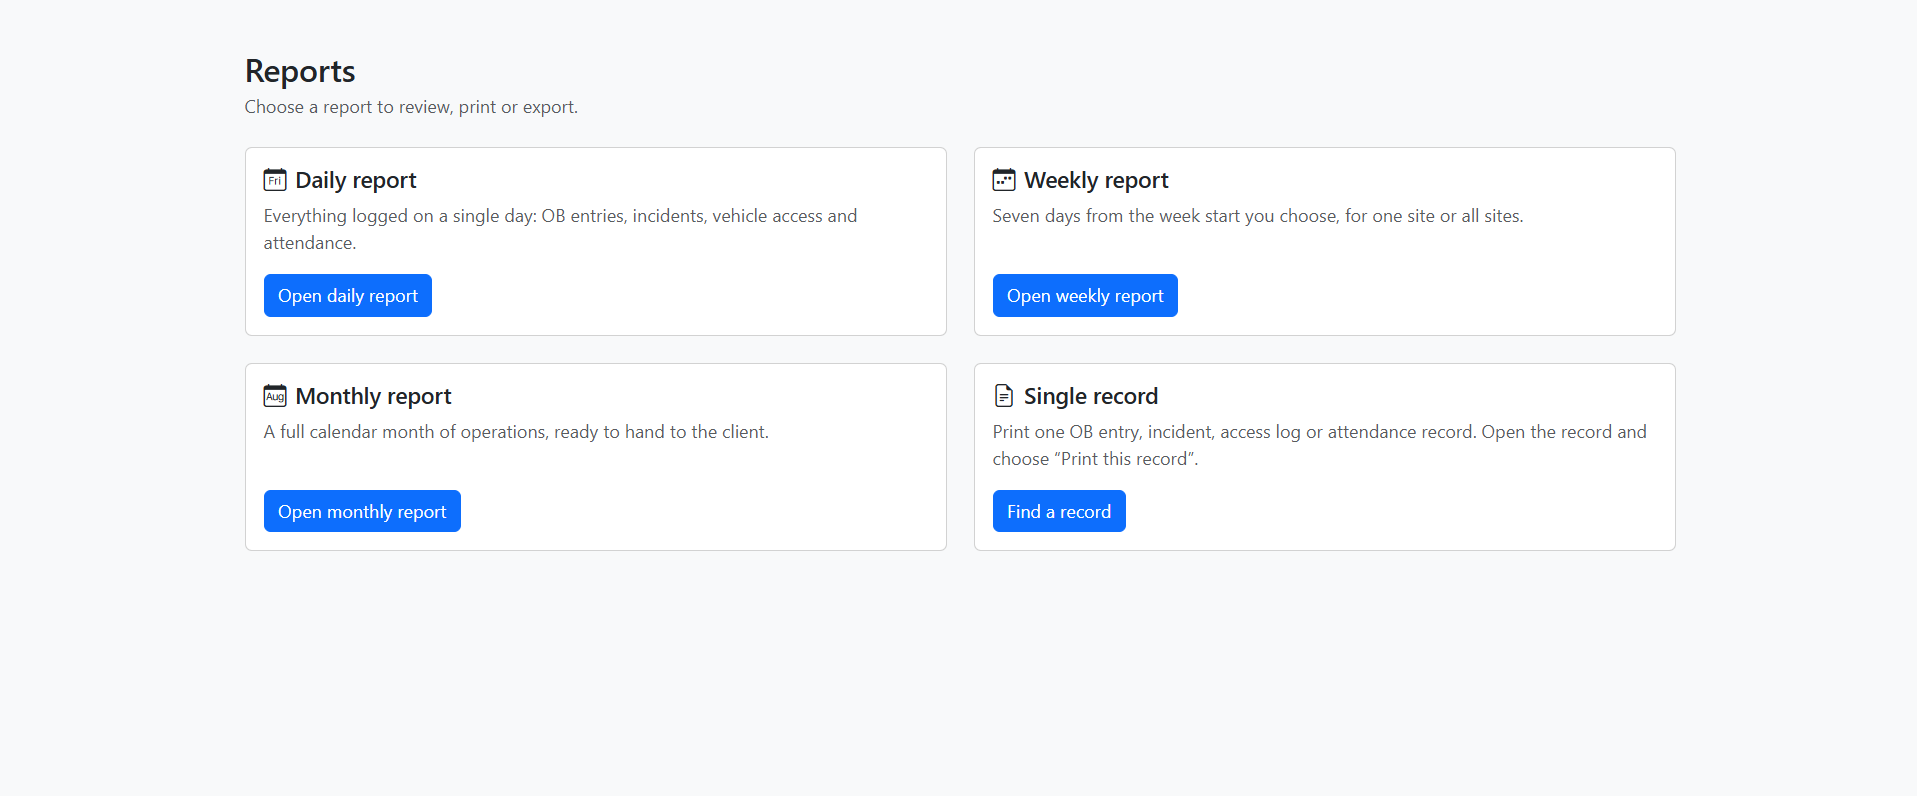 Reports
Choose a report to review, print or export.
Fri Daily report
Everything logged on a single day: OB entries, incidents, vehicle access and
attendance.
Open daily report
Weekly report
Seven days from the week start you choose, for one site or all sites.
Open weekly report
Aug Monthly report
A full calendar month of operations, ready to hand to the client.
Open monthly report
Single record
Print one OB entry, incident, access log or attendance record. Open the record and
choose “Print this record”.
Find a record